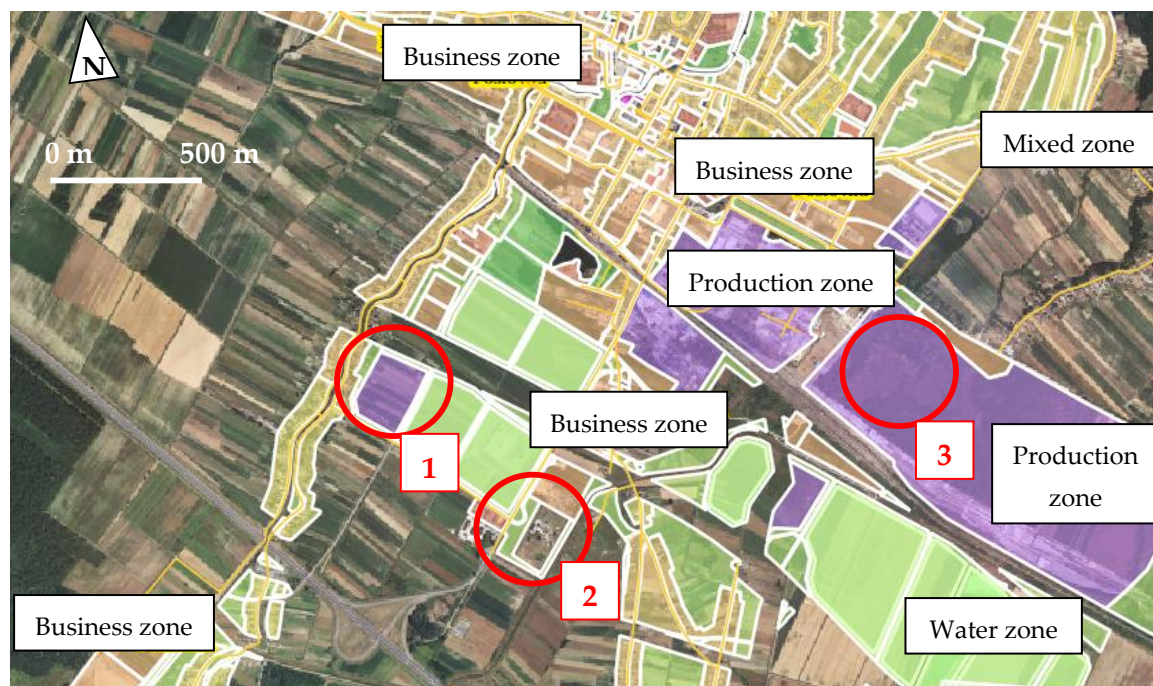 Business zone
N
0 m 500 m
Mixed zone
Business zone
Production zone
Business zone
1
3
Production
zone
2
Business zone
Water zone